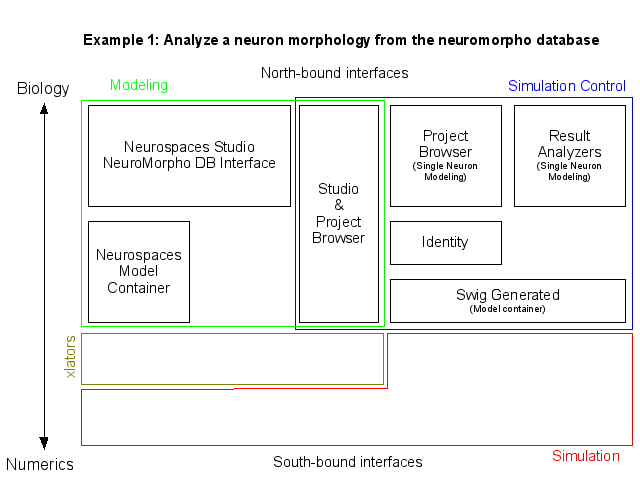 Example 1: Analyze a neuron morphology from the neuromorpho database
North-bound interfaces
Biology
Modeling
Simulation Control
Neurospaces Studio
NeuroMorpho DB Interface
Studio
&
Project
Browser
Project
Browser
(Single Neuron
Modeling)
Result
Analyzers
(Single Neuron
Modeling)
Neurospaces
Model
Container
Identity
Swig Generated
(Model container)
xlators
Numerics
South-bound interfaces
Simulation